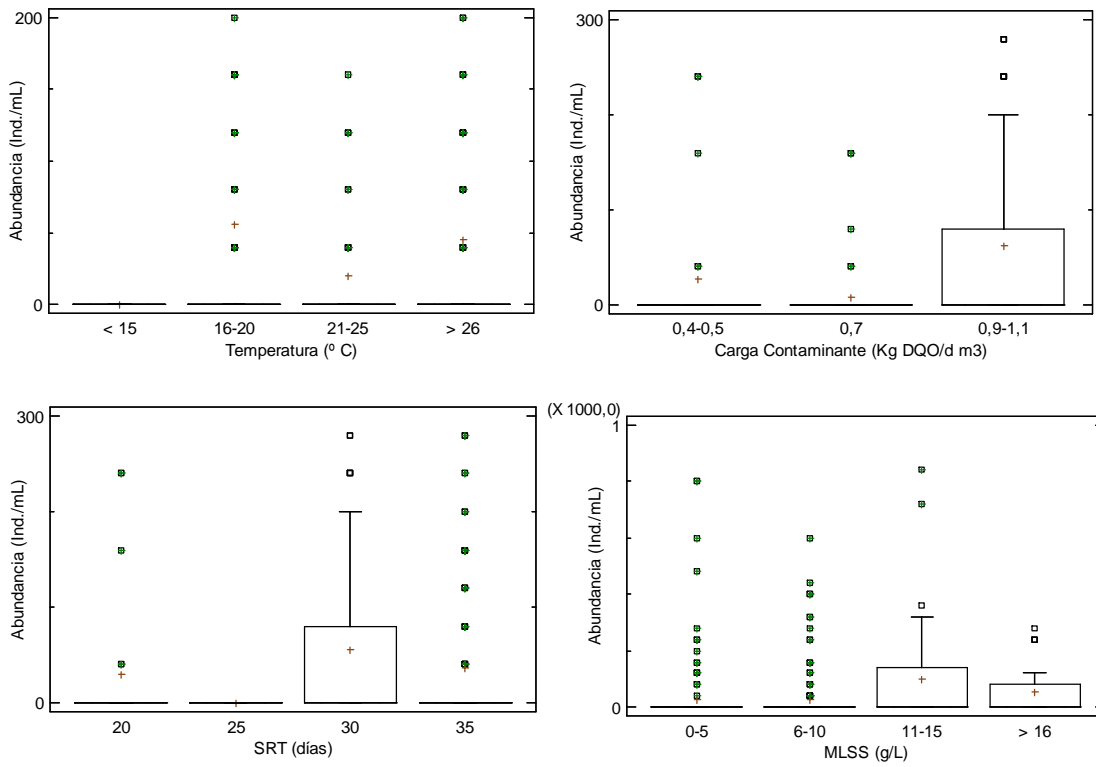 200
100
0
Abundancia (Ind./mL)
< 15
16-20
21-25
> 26
Temperatura (º C)
300
0
Abundancia (Ind./mL)
0,4-0,5
0,7
0,9-1,1
Carga Contaminante (Kg DQO/d m3)
300
0
Abundancia (Ind./mL)
20
25
30
35
SRT (días)
(X 1000,0)
1
0
Abundancia (Ind./mL)
0-5
6-10
11-15
> 16
MLSS (g/L)